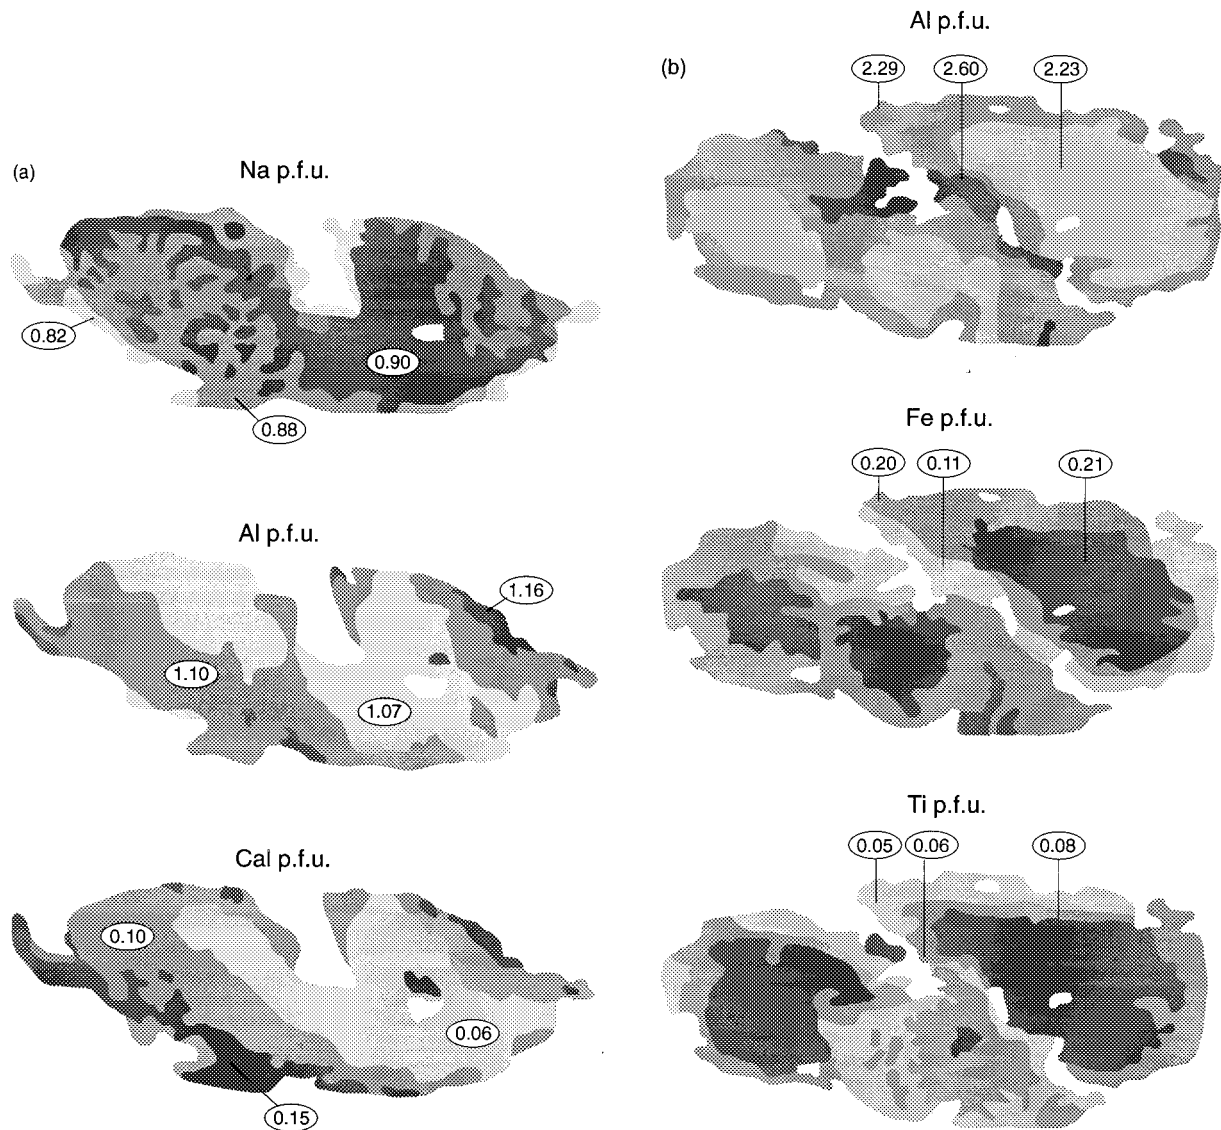 (a)
Na p.f.u.
0.82
0.90
0.88
Al p.f.u.
1.16
1.10
1.07
Cal p.f.u.
0.10
0.06
0.15
(b)
Al p.f.u.
2.29 2.60 2.23
Fe p.f.u.
0.20 0.11 0.21
Ti p.f.u.
0.05 0.06 0.08